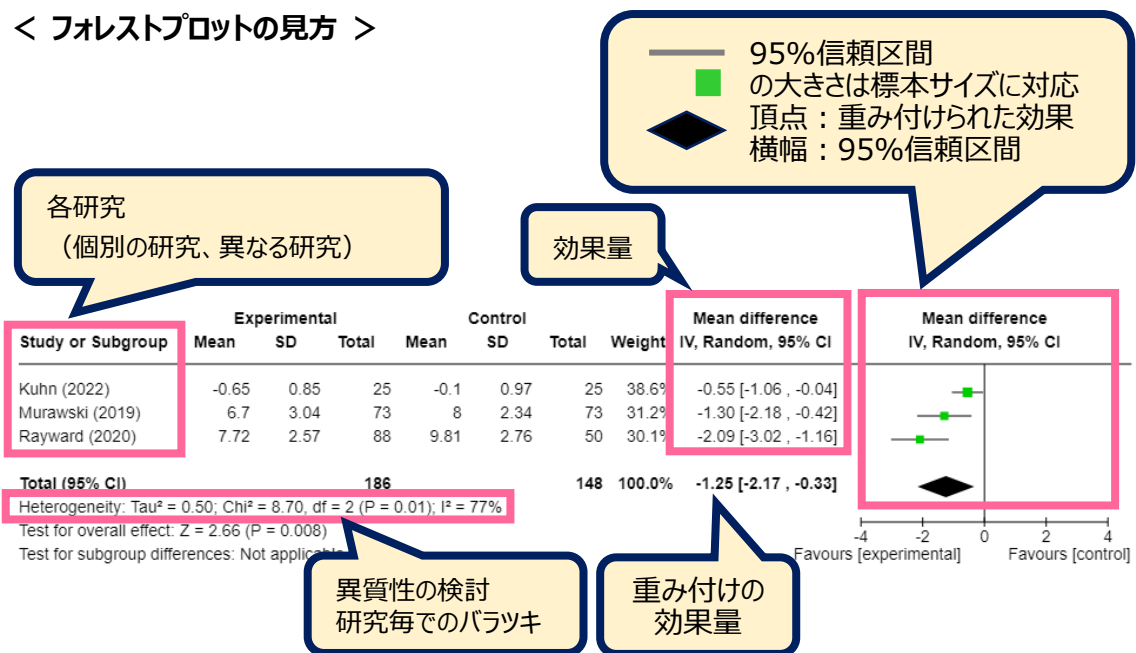 ＜ フォレストプロットの見方 ＞
95%信頼区間
の大きさは標本サイズに対応
頂点：重み付けられた効果
横幅：95%信頼区間
各研究
（個別の研究、異なる研究）
効果量
Experimental Control Mean difference Mean difference
Study or Subgroup Mean SD Total Mean SD Total Weight IV, Random, 95% CI IV, Random, 95% CI
Kuhn (2022) -0.65 0.85 25 -0.1 0.97 25 38.6% -0.55 [-1.06 , -0.04]
Murawski (2019) 6.7 3.04 73 8 2.34 73 31.2% -1.30 [-2.18 , -0.42]
Rayward (2020) 7.72 2.57 88 9.81 2.76 50 30.1% -2.09 [-3.02 , -1.16]
Total (95% CI) 186 148 100.0% -1.25 [-2.17 , -0.33]
Heterogeneity: Tau² = 0.50; Chi² = 8.70, df = 2 (P = 0.01); I² = 77%
Test for overall effect: Z = 2.66 (P = 0.008)
Test for subgroup differences: Not applicable
-4 -2 0 2 4
Favours [experimental] Favours [control]
異質性の検討
研究毎でのバラツキ
重み付けの
効果量